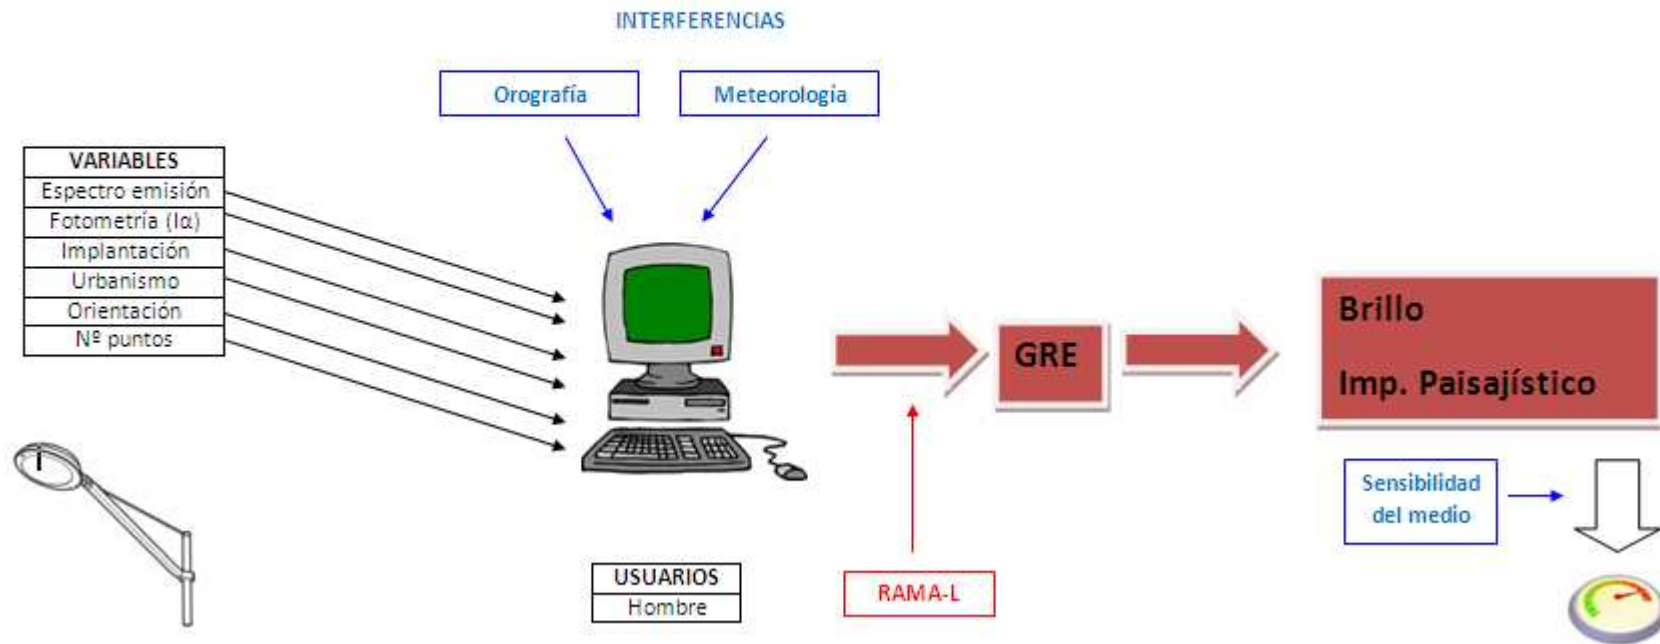 INTERFERENCIAS
Orografía
Meteorología
VARIABLES
Espectro emisión
Fotometría (Iα)
Implantación
Urbanismo
Orientación
Nº puntos
GRE
Brillo
Imp. Paisajístico
Sensibilidad
del medio
USUARIOS
Hombre
RAMA-L